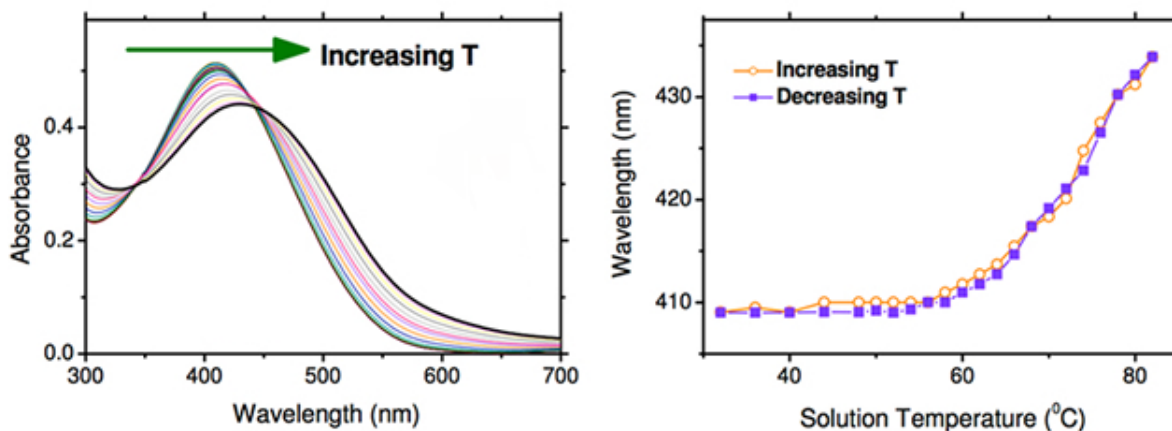 Increasing T
0.4
0.2
0.0
Absorbance
300 400 500 600 700
Wavelength (nm)
Increasing T
Decreasing T
430
420
410
Wavelength (nm)
40 60 80
Solution Temperature (⁰C)